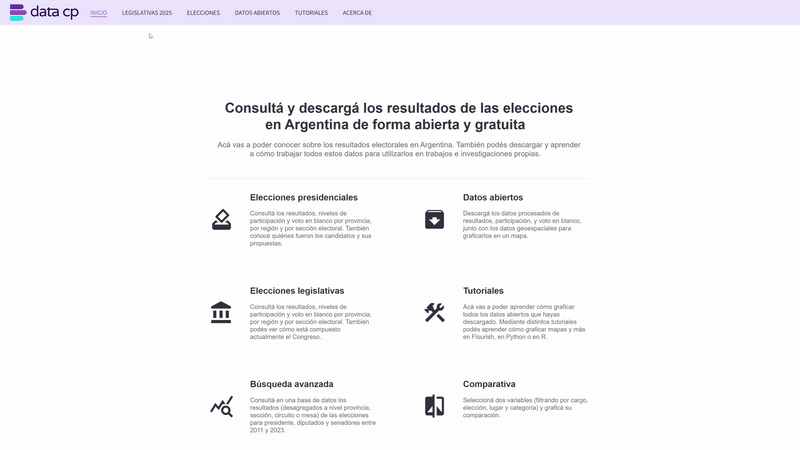 data cp
INICIO
LEGISLATIVAS 2025
ELECCIONES
DATOS ABIERTOS
TUTORIALES
ACERCA DE
Consultá y descargá los resultados de las elecciones
en Argentina de forma abierta y gratuita
Acá vas a poder conocer sobre los resultados electorales en Argentina. También podés descargar y aprender
a cómo trabajar todos estos datos para utilizarlos en trabajos e investigaciones propias.
Elecciones presidenciales
Consultá los resultados, niveles de
participación y voto en blanco por provincia,
por región y por sección electoral. También
conocé quiénes fueron los candidatos y sus
propuestas.
Datos abiertos
Descargá los datos procesados de
resultados, participación, y voto en blanco,
junto con los datos geoespaciales para
graficarlos en un mapa.
Elecciones legislativas
Consultá los resultados, niveles de
participación y voto en blanco por provincia,
por región y por sección electoral. También
podés ver cómo está compuesto
actualmente el Congreso.
Tutoriales
Acá vas a poder aprender cómo graficar
todos los datos abiertos que hayas
descargado. Mediante distintos tutoriales
podés aprender cómo graficar mapas y más
en Flourish, en Python o en R.
Búsqueda avanzada
Consultá en una base de datos los
resultados (desagregados a nivel provincia,
sección, circuito o mesa) de las elecciones
para presidente, diputados y senadores entre
2011 y 2023.
Comparativa
Seleccioná dos variables (filtrando por cargo,
elección, lugar y categoría) y graficá su
comparación.